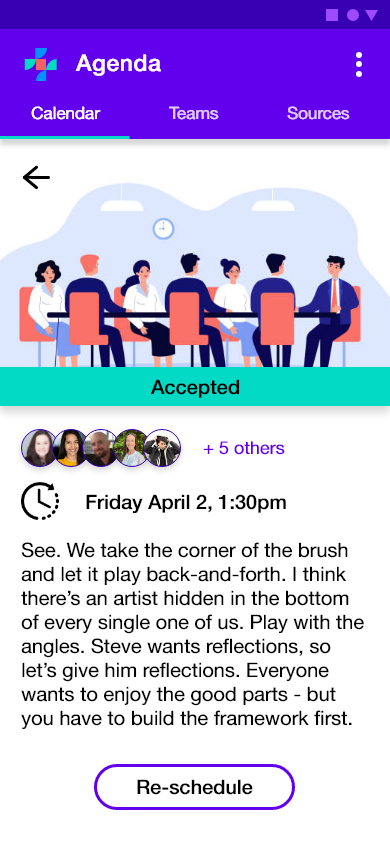 Agenda
Calendar Teams Sources
Accepted
+ 5 others
Friday April 2, 1:30pm
See. We take the corner of the brush
and let it play back-and-forth. I think
there’s an artist hidden in the bottom
of every single one of us. Play with the
angles. Steve wants reflections, so
let’s give him reflections. Everyone
wants to enjoy the good parts - but
you have to build the framework first.
Re-schedule